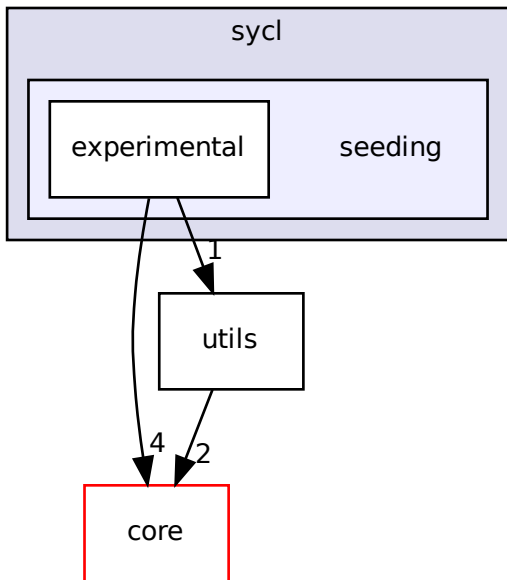 sycl
experimental
seeding
1
utils
4
2
core